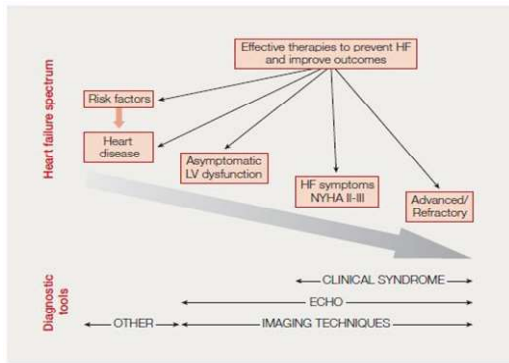 Effective therapies to prevent HF
and improve outcomes
Heart failure spectrum
Risk factors
Heart
disease
Asymptomatic
LV dysfunction
HF symptoms
NYHA II-III
Advanced/
Refractory
Diagnostic
tools
CLINICAL SYNDROME
ECHO
OTHER
IMAGING TECHNIQUES